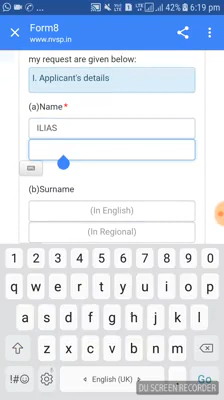 42% 6:19 pm
Form8
www.nvsp.in
my request are given below:
I. Applicant's details
(a)Name*
ILIAS
(b)Surname
(In English)
(In Regional)
1 2 3 4 5 6 7 8 9 0
q w e r t y u i o p
a s d f g h j k l
z x c v b n m
!#☺ English (UK) Go
DU SCREEN RECORDER